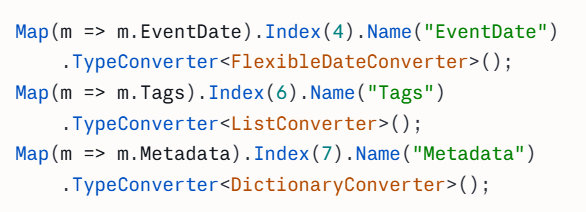 Map(m => m.EventDate).Index(4).Name("EventDate")
    .TypeConverter<FlexibleDateConverter>();
Map(m => m.Tags).Index(6).Name("Tags")
    .TypeConverter<ListConverter>();
Map(m => m.Metadata).Index(7).Name("Metadata")
    .TypeConverter<DictionaryConverter>();